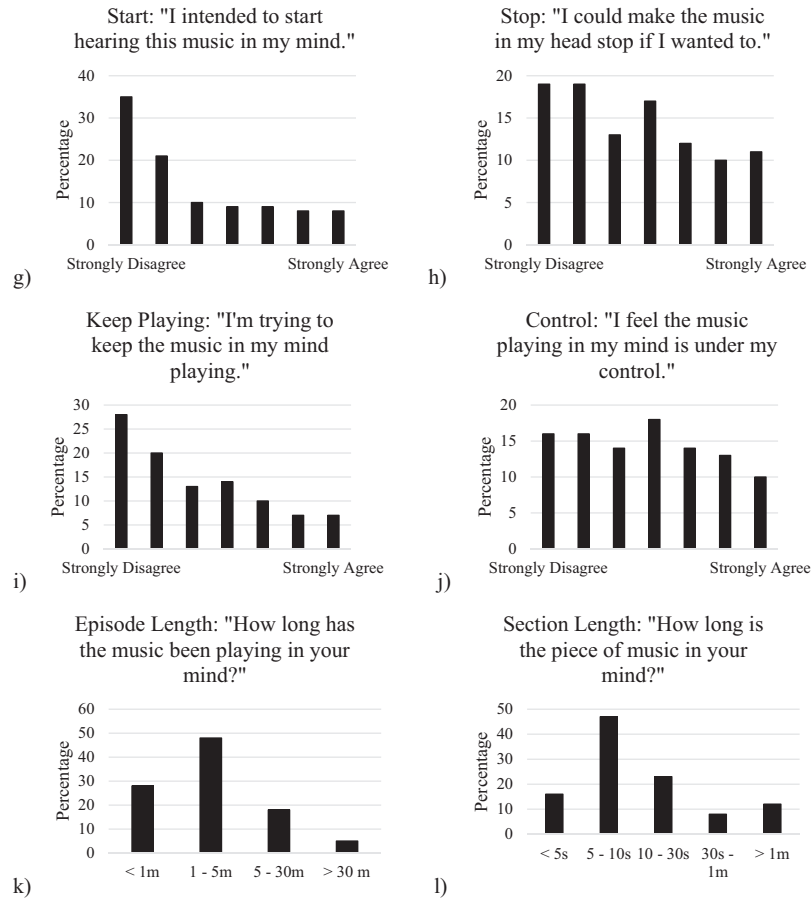 Start: "I intended to start
hearing this music in my mind."
Percentage
40
30
20
10
0
Strongly Disagree Strongly Agree
g)
Stop: "I could make the music
in my head stop if I wanted to."
Percentage
20
15
10
5
0
Strongly Disagree Strongly Agree
h)
Keep Playing: "I'm trying to
keep the music in my mind
playing."
Percentage
30
25
20
15
10
5
0
Strongly Disagree Strongly Agree
i)
Control: "I feel the music
playing in my mind is under my
control."
Percentage
20
15
10
5
0
Strongly Disagree Strongly Agree
j)
Episode Length: "How long has
the music been playing in your
mind?"
Percentage
60
50
40
30
20
10
0
< 1m 1 - 5m 5 - 30m > 30 m
k)
Section Length: "How long is
the piece of music in your
mind?"
Percentage
50
40
30
20
10
0
< 5s 5 - 10s 10 - 30s 30s - > 1m
1m
l)